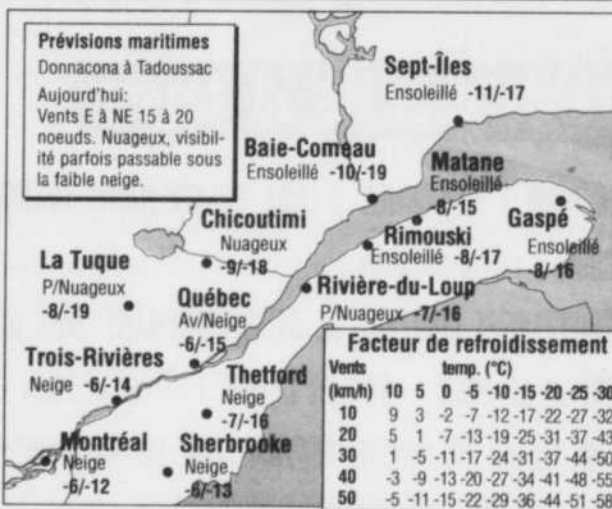 Prévisions maritimes
Donnacona à Tadoussac
Aujourd'hui:
Vents E à NE 15 à 20
noeuds. Nuageux, visibil-
ité parfois passable sous
la faible neige.
Sept-Îles
Ensoleillé -11/-17
Baie-Comeau
Ensoleillé -10/-19
Matane
Ensoleillé
-8/-15
Gaspé
Ensoleillé
-8/-16
Chicoutimi
Nuageux
-9/-18
Rimouski
Ensoleillé -8/-17
La Tuque
P/Nuageux
-8/-19
Québec
Av/Neige
-6/-15
Rivière-du-Loup
P/Nuageux -7/-16
Trois-Rivières
Neige -6/-14
Thetford
Neige
-7/-16
Montréal
Neige
-6/-12
Sherbrooke
Neige
-6/-13
Facteur de refroidissement
Vents temp. (°C)
(km/h) 10 5 0 -5 -10 -15 -20 -25 -30
10 9 3 -2 -7 -12 -17 -22 -27 -32
20 5 1 -7 -13 -19 -25 -31 -37 -43
30 1 -5 -11 -17 -24 -31 -37 -44 -50
40 -3 -9 -13 -20 -27 -34 -41 -48 -55
50 -5 -11 -15 -22 -29 -36 -44 -51 -58